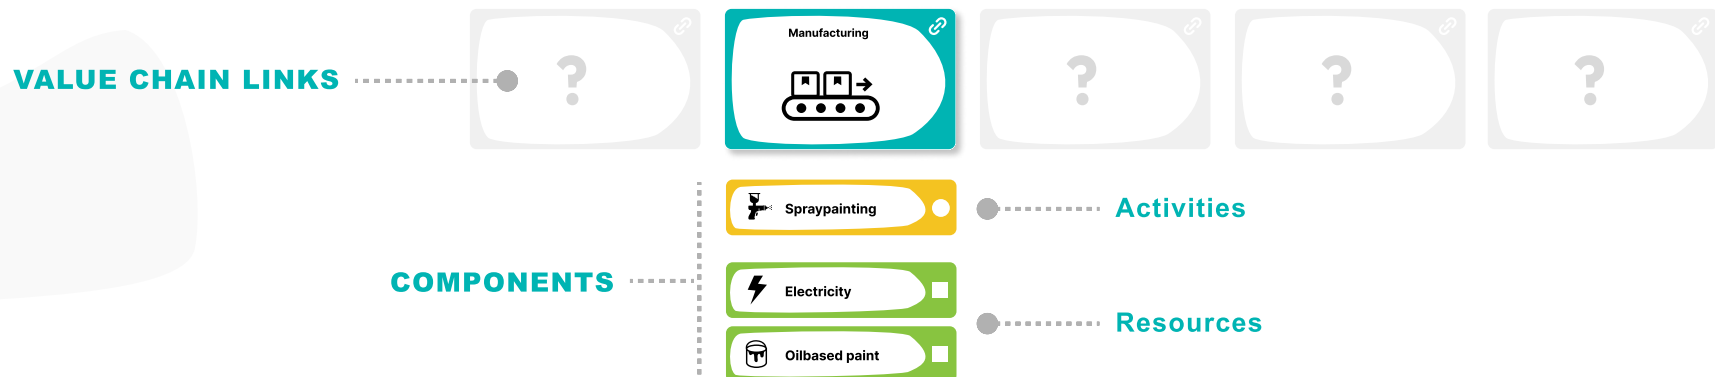 Manufacturing
VALUE CHAIN LINKS
?
?
?
?
Spraypainting
Activities
COMPONENTS
Electricity
Resources
Oilbased paint